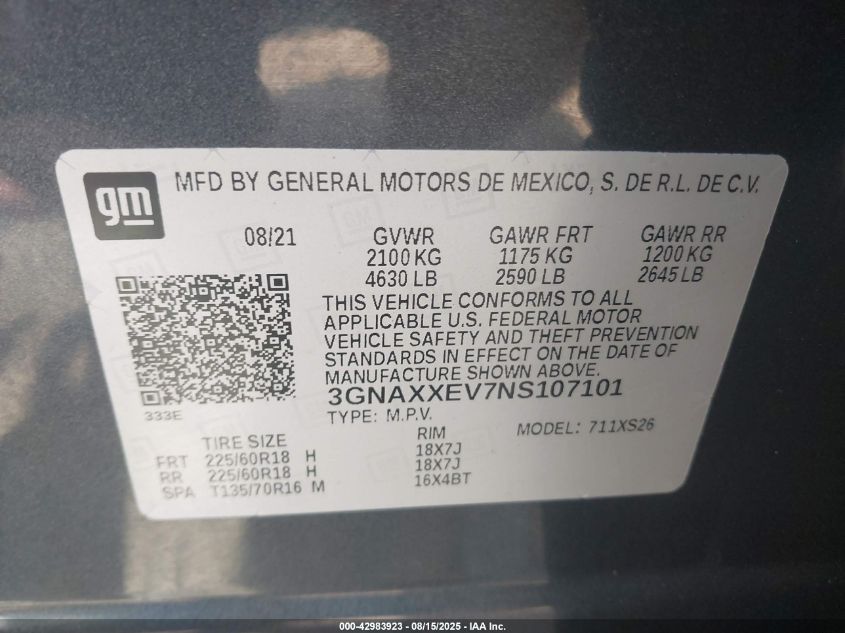 gm MFD BY GENERAL MOTORS DE MEXICO, S. DE R.L. DE C.V.
08/21 GVWR GAWR FRT GAWR RR
2100 KG 1175 KG 1200 KG
4630 LB 2590 LB 2645 LB
THIS VEHICLE CONFORMS TO ALL
APPLICABLE U.S. FEDERAL MOTOR
VEHICLE SAFETY AND THEFT PREVENTION
STANDARDS IN EFFECT ON THE DATE OF
MANUFACTURE SHOWN ABOVE.
3GNAXXEV7NS107101
333E TYPE: M.P.V. MODEL: 711XS26
TIRE SIZE RIM
FRT 225/60R18 H 18X7J
RR 225/60R18 H 18X7J
SPA T135/70R16 M 16X4BT
000-42983923 - 08/15/2025 - IAA Inc.